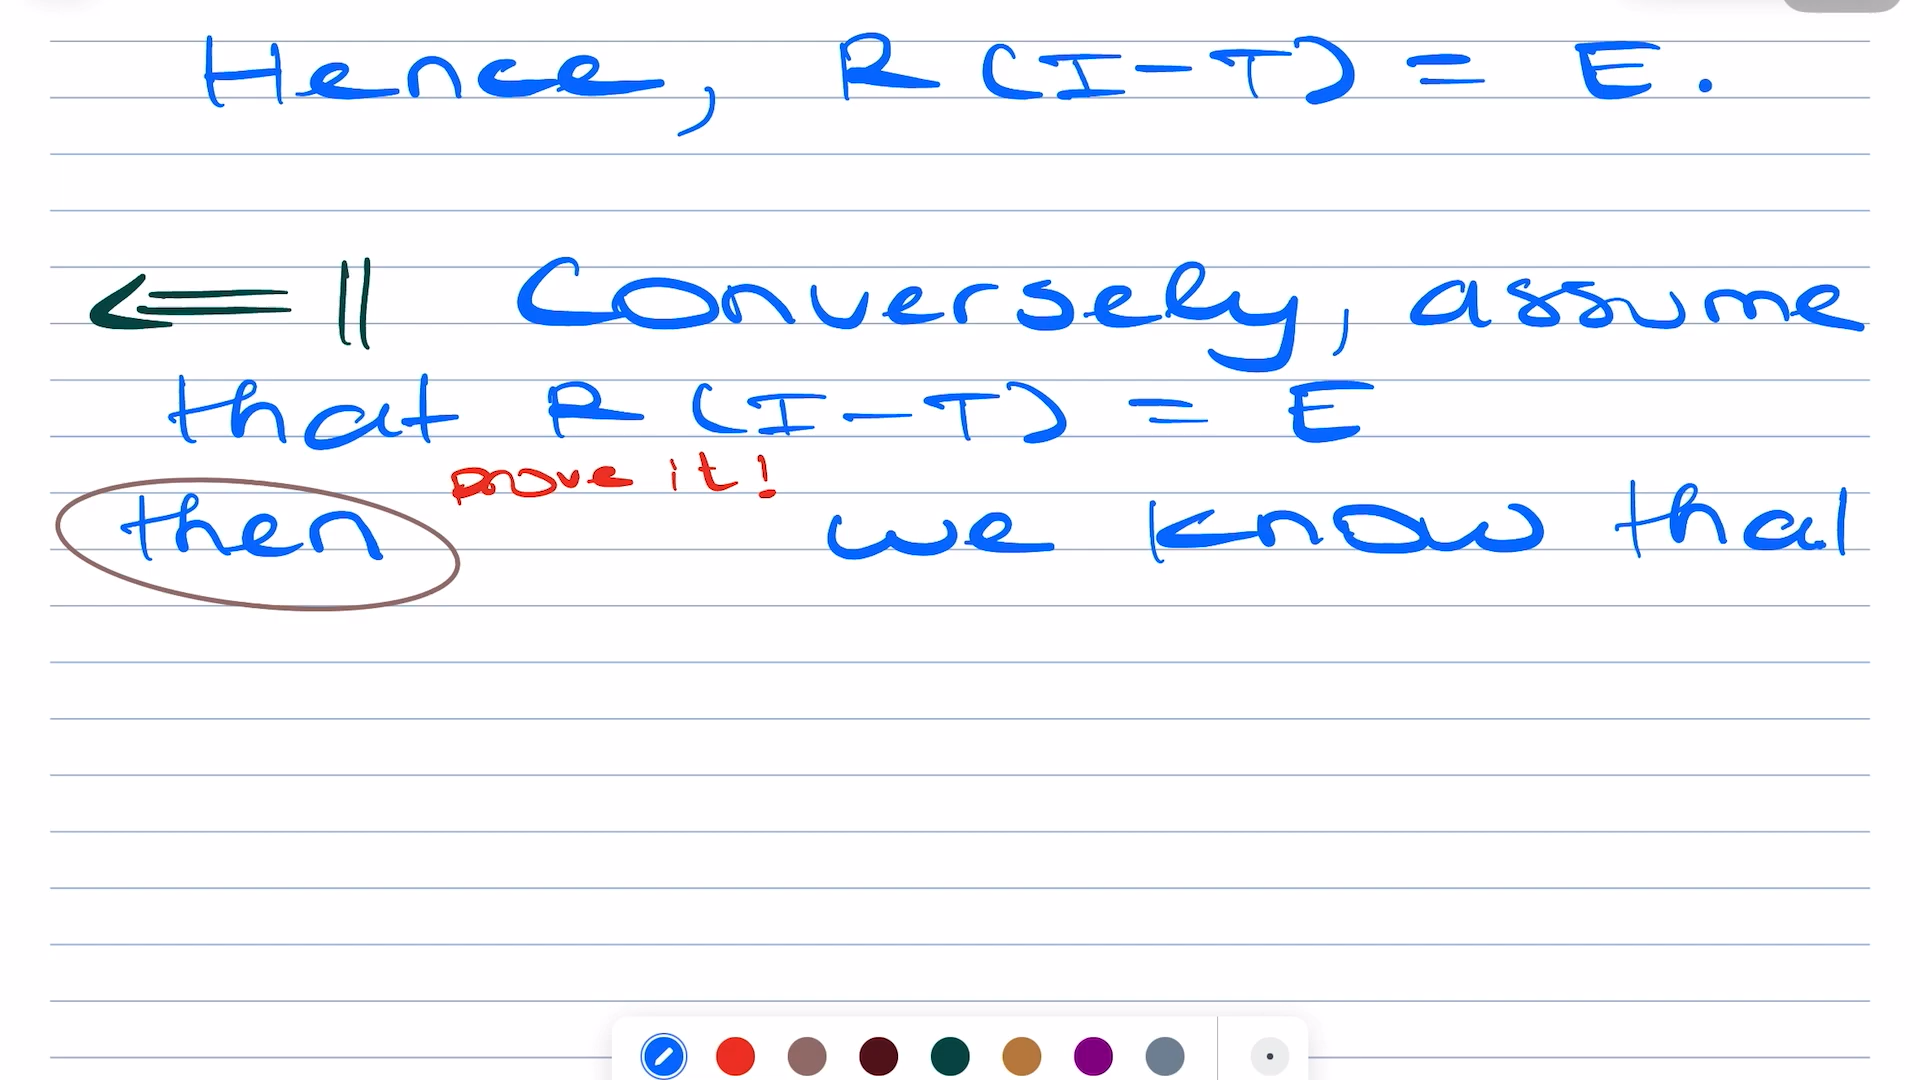 Hence, R(I-T) = E.
<= || Conversely, assume
that R(I-T) = E
then prove it! we know that